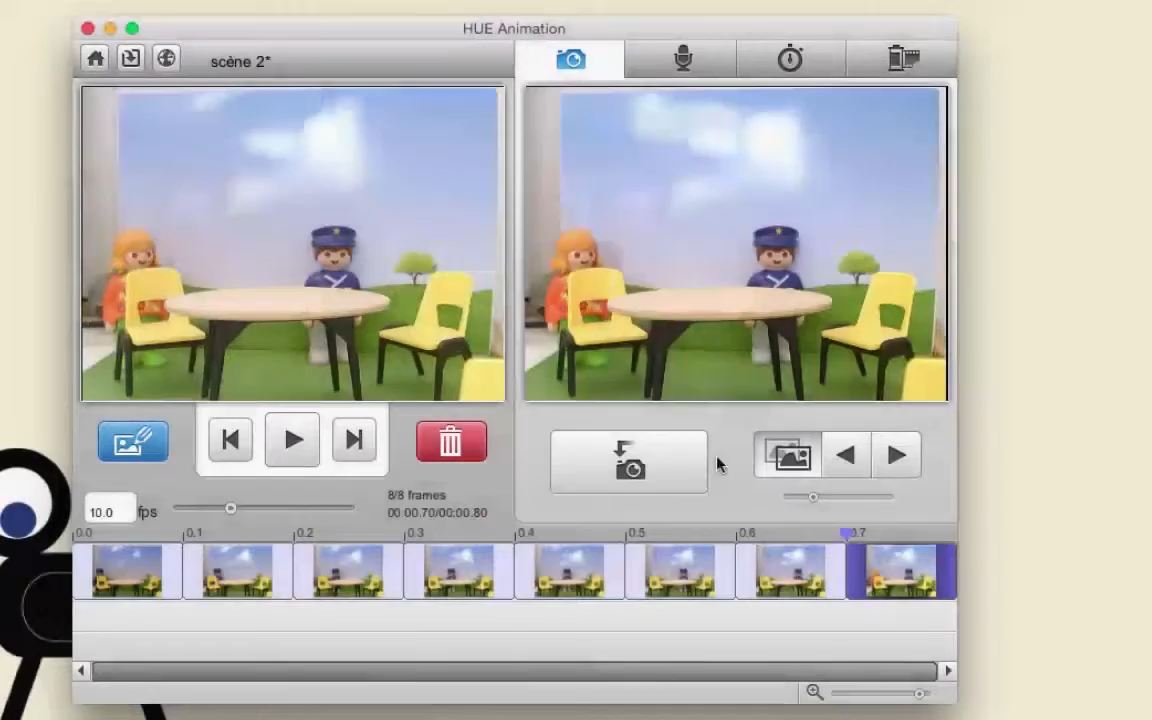 HUE Animation
scène 2*
8/8 frames
10.0 fps
00 00.70/00:00.80
0.0 0.1 0.2 0.3 0.4 0.5 0.6 0.7